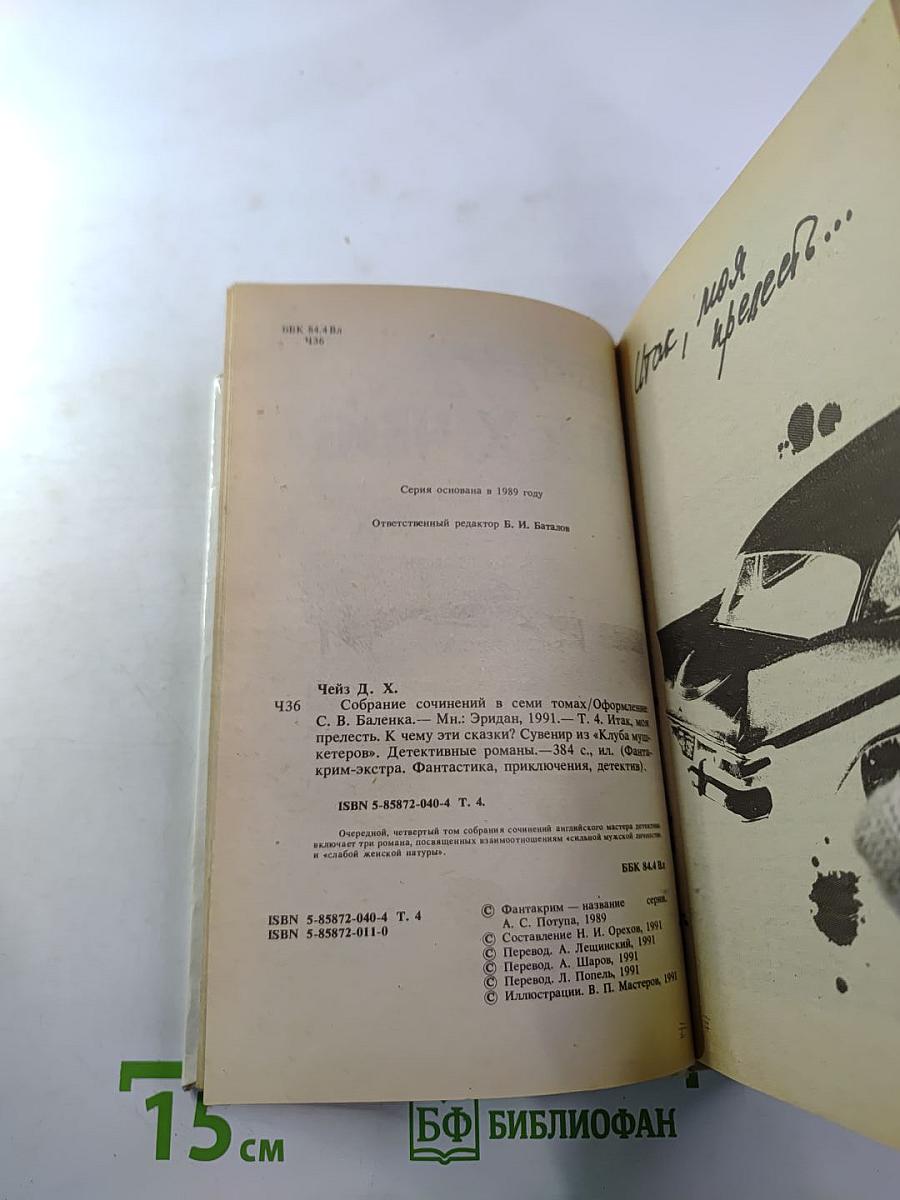 ББК 84.4 Вл
Ч36
Серия основана в 1989 году
Ответственный редактор Б. И. Баталов
Чейз Д. Х.
Ч36 Собрание сочинений в семи томах/Оформление
С. В. Баленка.— Мн.: Эридан, 1991.— Т. 4. Итак, моя
прелесть. К чему эти сказки? Сувенир из «Клуба муш-
кетеров». Детективные романы.—384 с., ил. (Фанта-
крим-экстра. Фантастика, приключения, детектив).
ISBN 5-85872-040-4 Т. 4.
Очередной, четвертый том собрания сочинений английского мастера детектива
включает три романа, посвященных взаимоотношениям «сильной мужской личности»
и «слабой женской натуры».
ББК 84.4 Вл
ISBN 5-85872-040-4 Т. 4
ISBN 5-85872-011-0
© Фантакрим — название серии.
А. С. Потупа, 1989
© Составление Н. И. Орехов, 1991
© Перевод. А. Лещинский, 1991
© Перевод. А. Шаров, 1991
© Перевод. Л. Попель, 1991
© Иллюстрации. В. П. Мастеров, 1991
Итак, моя
прелесть...
15 см
БФ БИБЛИОФАН